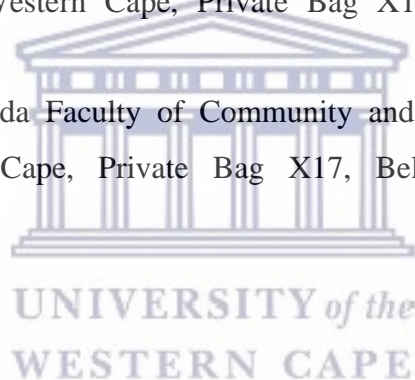 Western Cape, Private Bag X1
da Faculty of Community and
Cape, Private Bag X17, Bel
UNIVERSITY of the
WESTERN CAPE